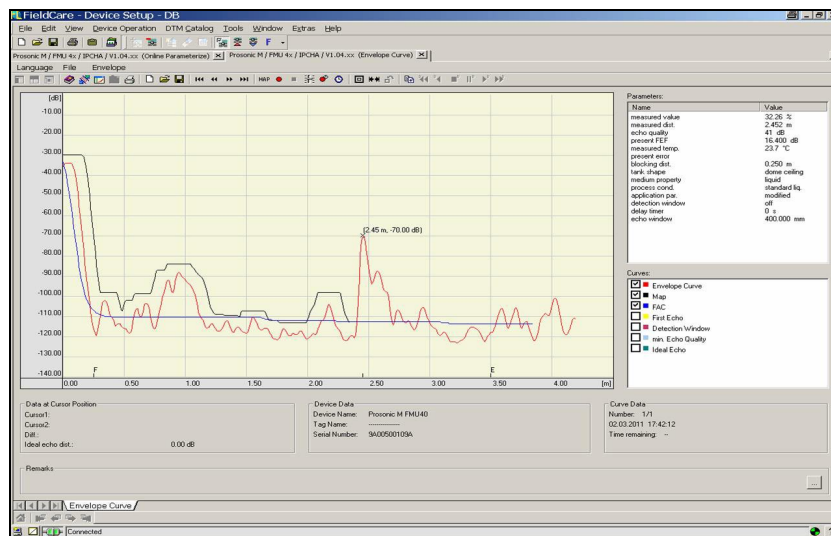 FieldCare - Device Setup - DB
File Edit View Device Operation DTM Catalog Tools Window Extras Help
Prosonic M / FMU 4x / IPCHA / V1.04.xx (Online Parameterize) Prosonic M / FMU 4x / IPCHA / V1.04.xx (Envelope Curve)
Language File Envelope
MAP
[dB]
-10.00
-20.00
-30.00
-40.00
-50.00
-60.00
-70.00
-80.00
-90.00
-100.00
-110.00
-120.00
-130.00
-140.00
(2.45 m, -70.00 dB)
F E
0.00 0.50 1.00 1.50 2.00 2.50 3.00 3.50 4.00 [m]
Parameters:
Name Value
measured value 32.26 %
measured dist. 2.452 m
echo quality 41 dB
present FEF 16.400 dB
measured temp. 23.7 °C
present error
blocking dist. 0.250 m
tank shape dome ceiling
medium property liquid
process cond. standard liq.
application par. modified
detection window off
delay timer 0 s
echo window 400.000 mm
Curves:
Envelope Curve
Map
FAC
First Echo
Detection Window
min. Echo Quality
Ideal Echo
Data at Cursor Position
Cursor1:
Cursor2:
Diff.:
Ideal echo dist.: 0.00 dB
Device Data
Device Name: Prosonic M FMU40
Tag Name: --------------
Serial Number: 9A00500109A
Curve Data
Number: 1/1
02.03.2011 17:42:12
Time remaining: --
Remarks
...
Envelope Curve
Connected